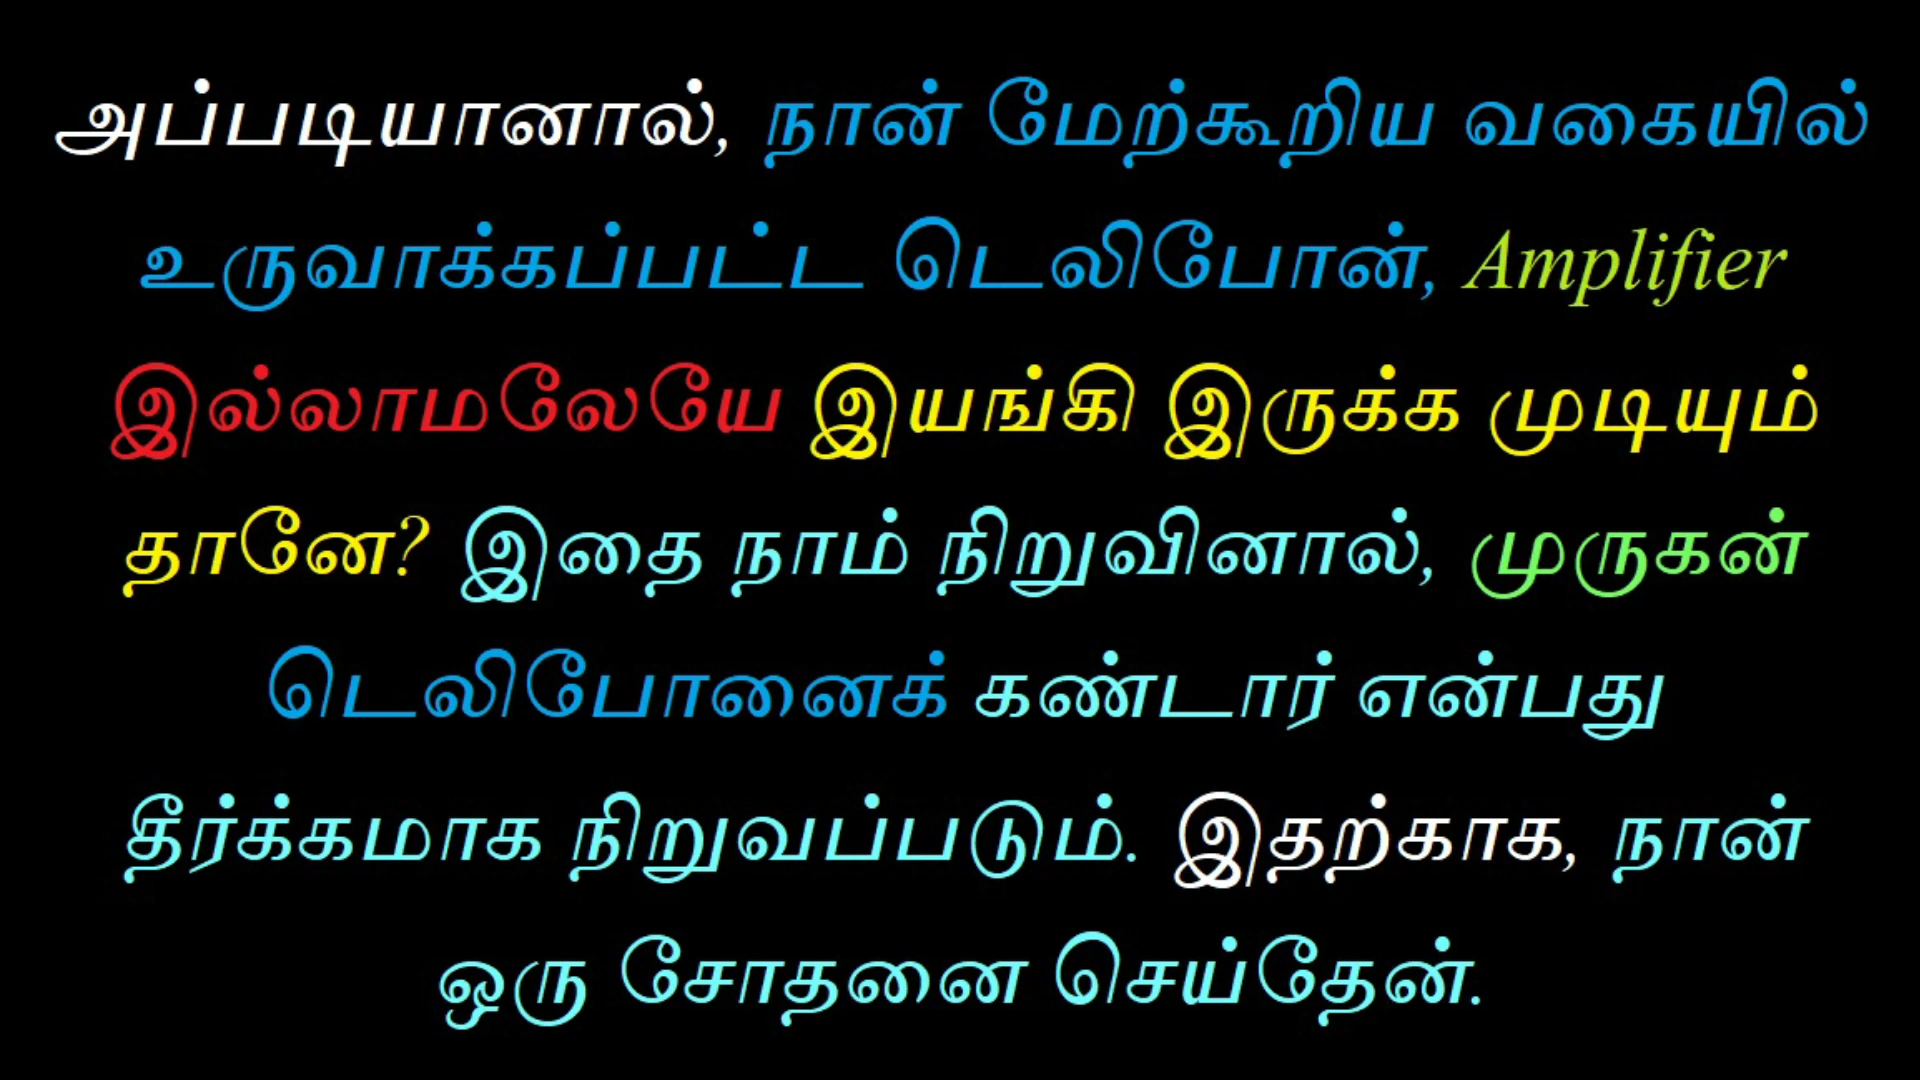 அப்படியானால், நான் மேற்கூறிய வகையில்
உருவாக்கப்பட்ட டெலிபோன், Amplifier
இல்லாமலேயே இயங்கி இருக்க முடியும்
தானே? இதை நாம் நிறுவினால், முருகன்
டெலிபோனைக் கண்டார் என்பது
தீர்க்கமாக நிறுவப்படும். இதற்காக, நான்
ஒரு சோதனை செய்தேன்.